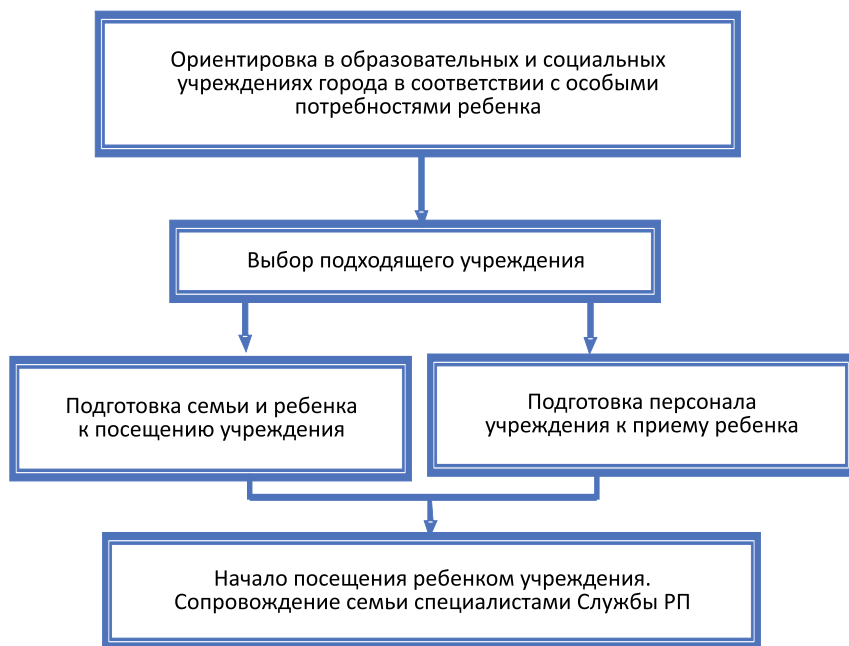 Ориентировка в образовательных и социальных
учреждениях города в соответствии с особыми
потребностями ребенка
Выбор подходящего учреждения
Подготовка семьи и ребенка
к посещению учреждения
Подготовка персонала
учреждения к приему ребенка
Начало посещения ребенком учреждения.
Сопровождение семьи специалистами Службы РП